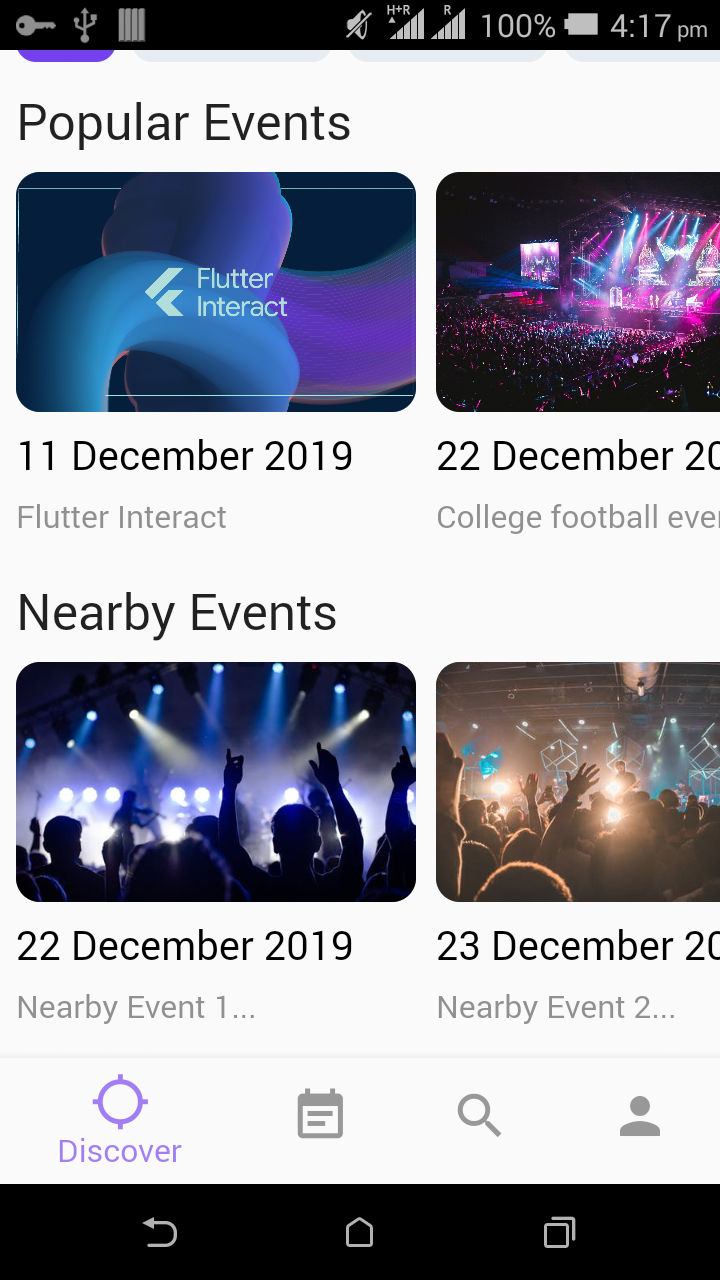 H+R R 100% 4:17 pm
Popular Events
Flutter
Interact
11 December 2019
22 December 20
Flutter Interact
College football
Nearby Events
22 December 2019
23 December 20
Nearby Event 1...
Nearby Event 2...
Discover